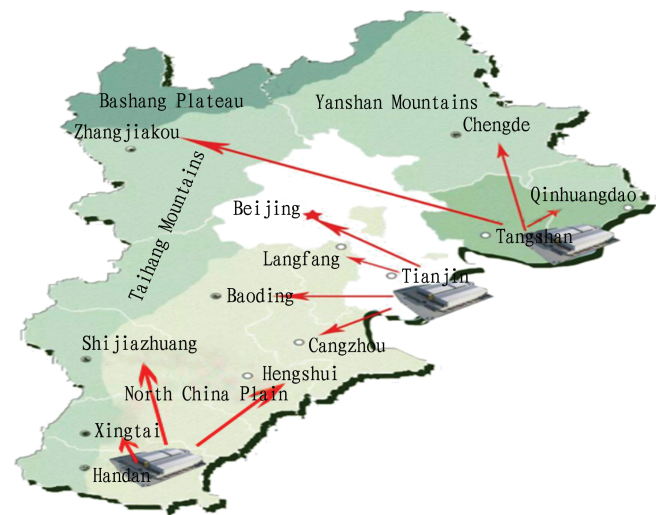 Bashang Plateau
Yanshan Mountains
Zhangjiakou
Chengde
Taihang Mountains
Qinhuangdao
Beijing
Tangshan
Langfang
Tianjin
Baoding
Shijiazhuang
Cangzhou
Hengshui
North China Plain
Xingtai
Handan